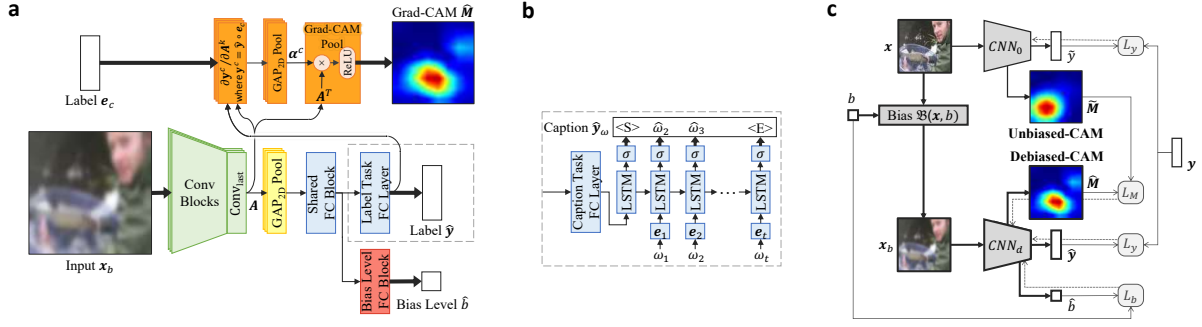 a
Grad-CAM M̂
Label e_c
∂y^c/∂A^k
where y^c = ŷ ∘ e_c
GAP2D Pool
α^c
Grad-CAM
Pool
×
ReLU
A^T
Conv
Blocks
Conv_last
A
GAP2D Pool
Shared
FC Block
Label Task
FC Layer
Label ŷ
Input x_b
Bias Level
FC Block
Bias Level b̂
b
Caption ŷ_ω
<S> ω̂_2 ω̂_3 <E>
σ σ σ σ
Caption Task
FC Layer
LSTM LSTM LSTM ... LSTM
e_1 e_2 e_t
ω_1 ω_2 ω_t
c
x
CNN_0
ỹ
L_y
b
Bias 𝔅(x, b)
M̃
Unbiased-CAM
Debiased-CAM
M̂
L_M
y
x_b
CNN_d
ŷ
L_y
b̂
L_b